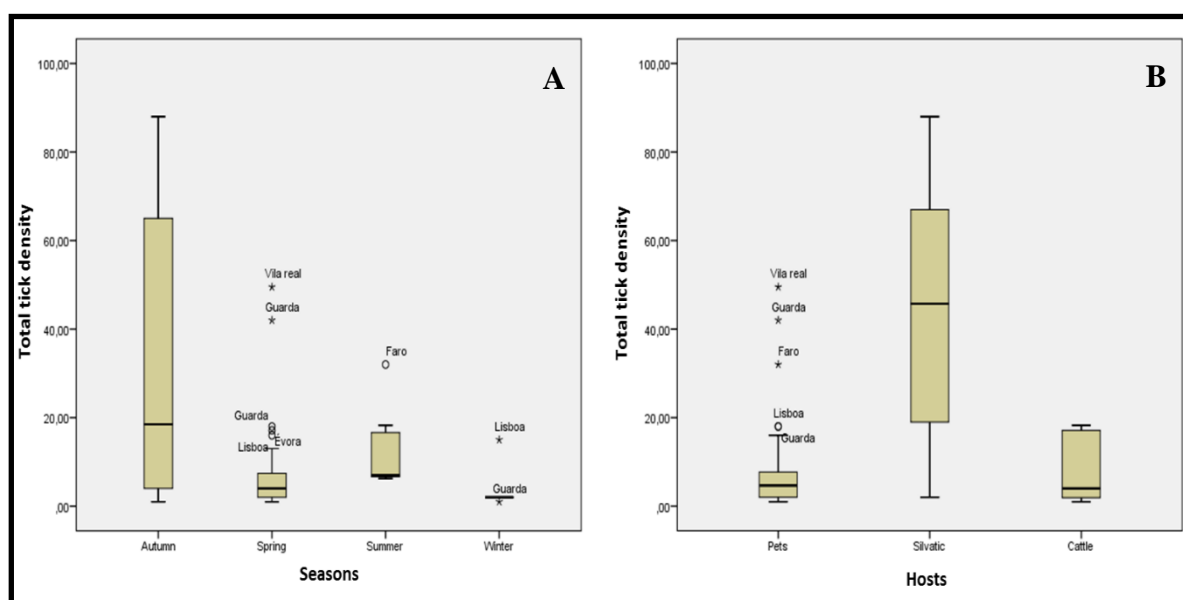 A
Total tick density
100,00
80,00
60,00
40,00
20,00
,00
Vila real
Guarda
Guarda
Évora
Lisboa
Faro
Lisboa
Guarda
Autumn Spring Summer Winter
Seasons
B
Total tick density
100,00
80,00
60,00
40,00
20,00
,00
Vila real
Guarda
Faro
Lisboa
Guarda
Pets Silvatic Cattle
Hosts